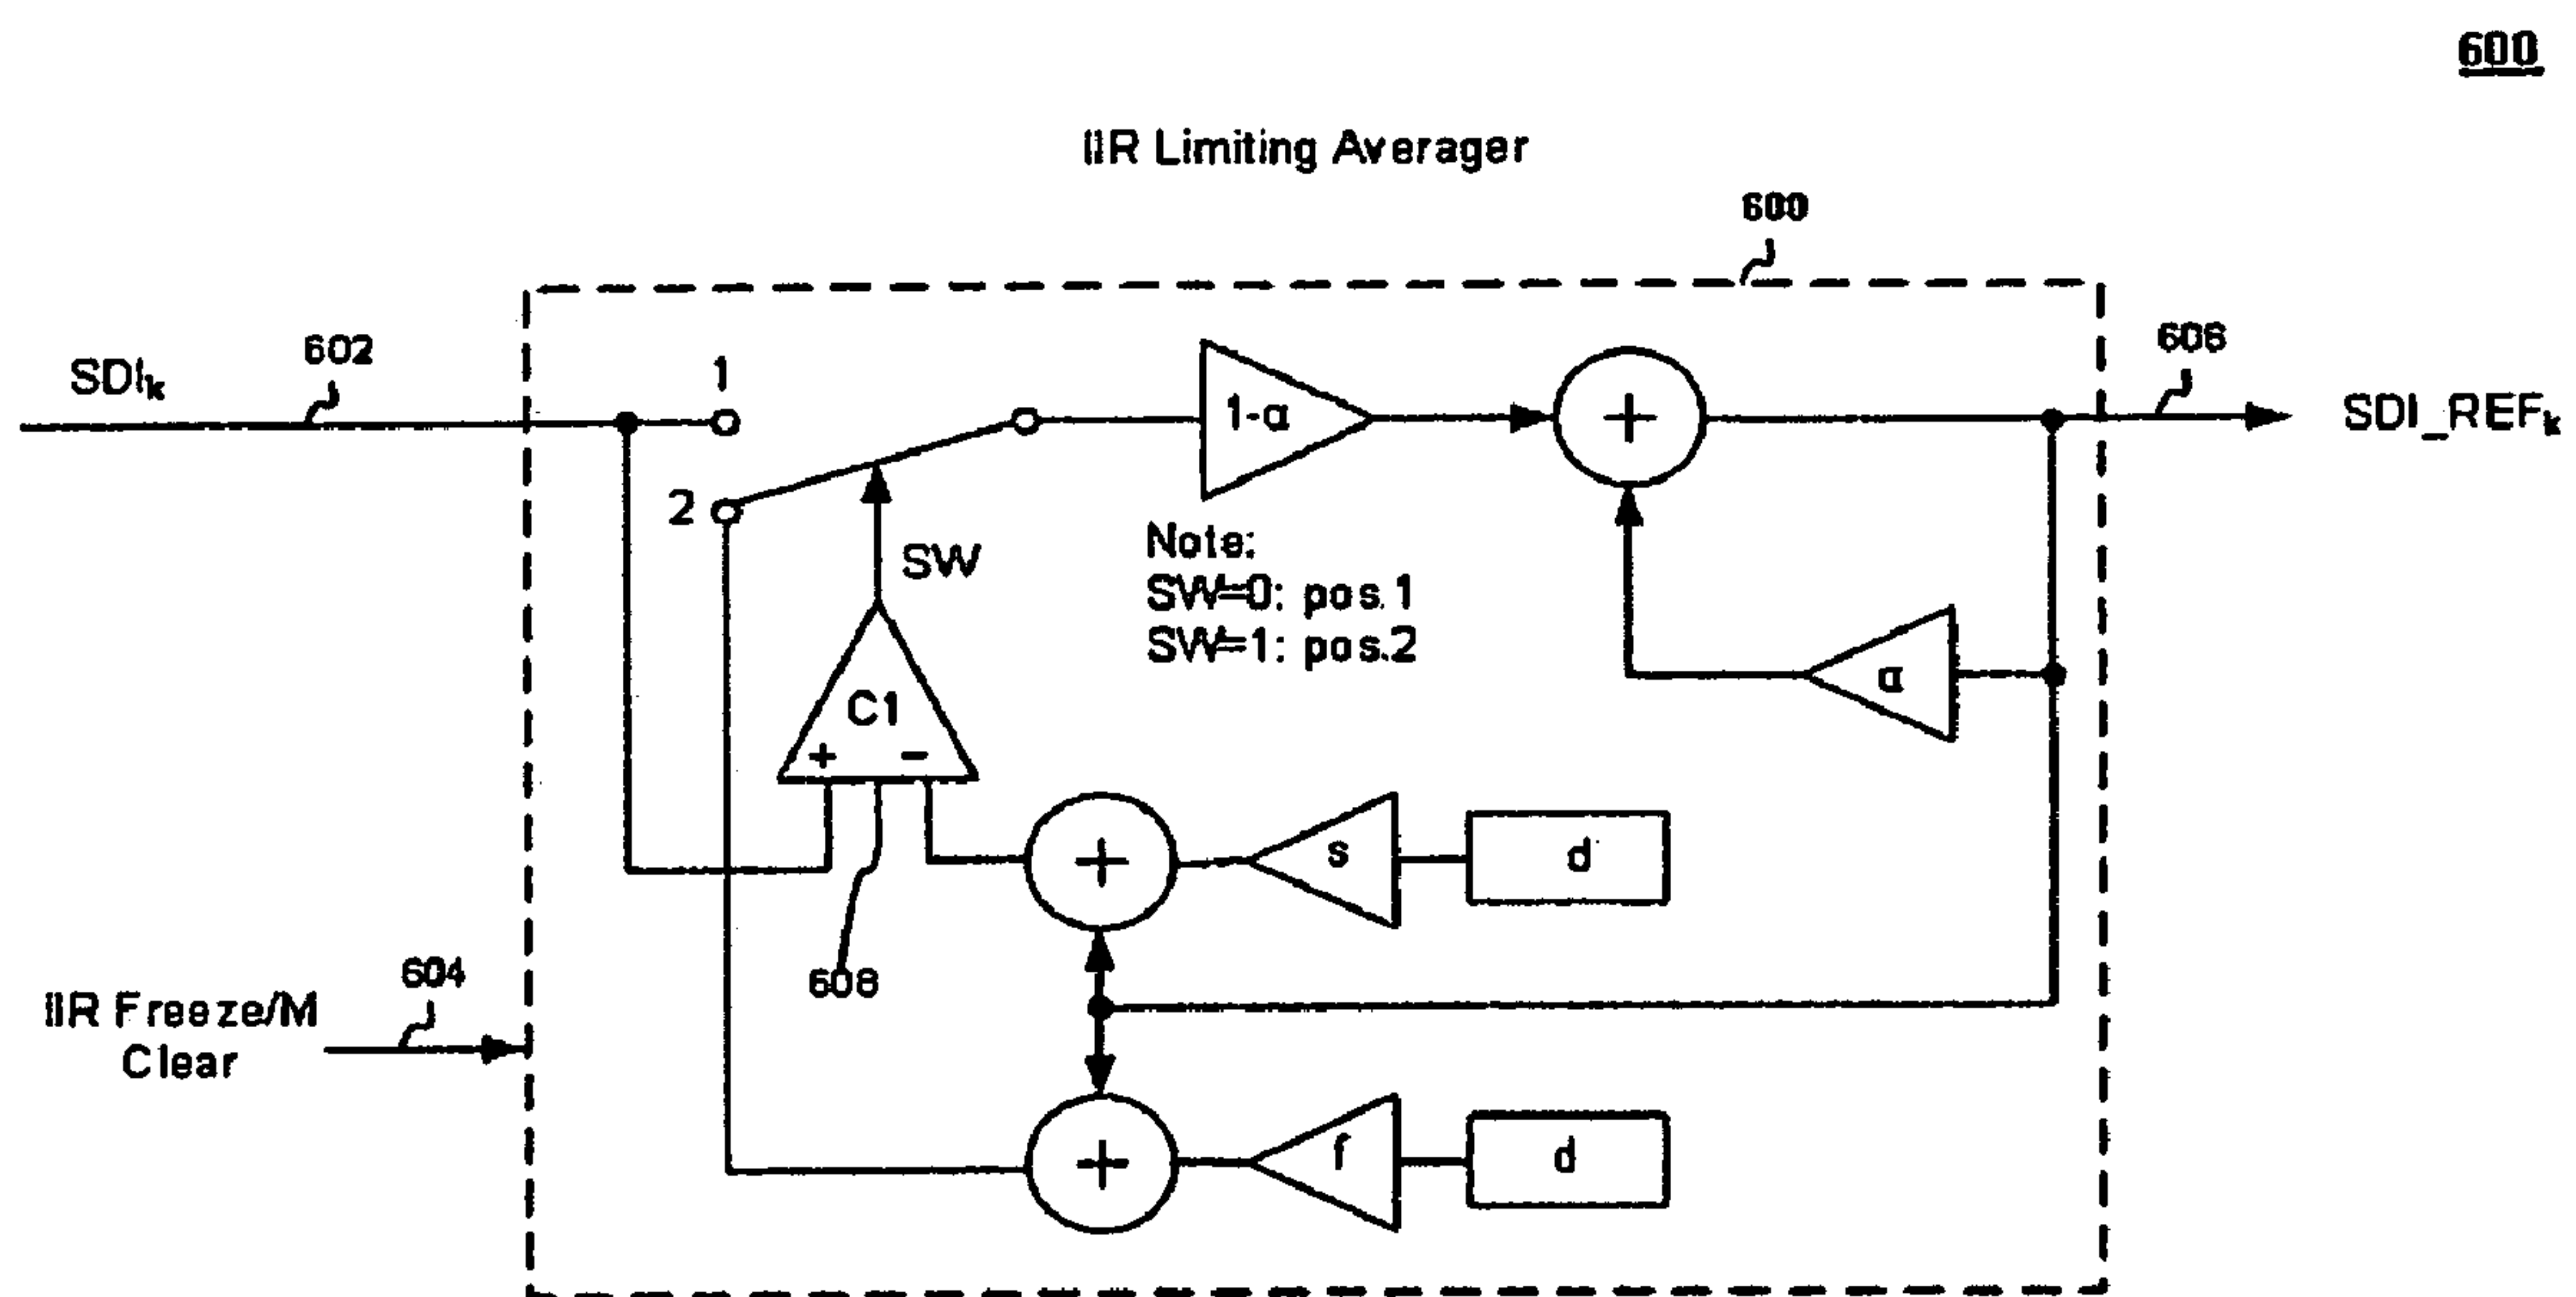 600
IIR Limiting Averager
600
SDIk
602
1
1-α
+
606
SDI_REFk
2
SW
Note:
SW=0: pos.1
SW=1: pos.2
α
C1
+ -
+
s
d
608
604
IIR Freeze/M
Clear
+
f
d